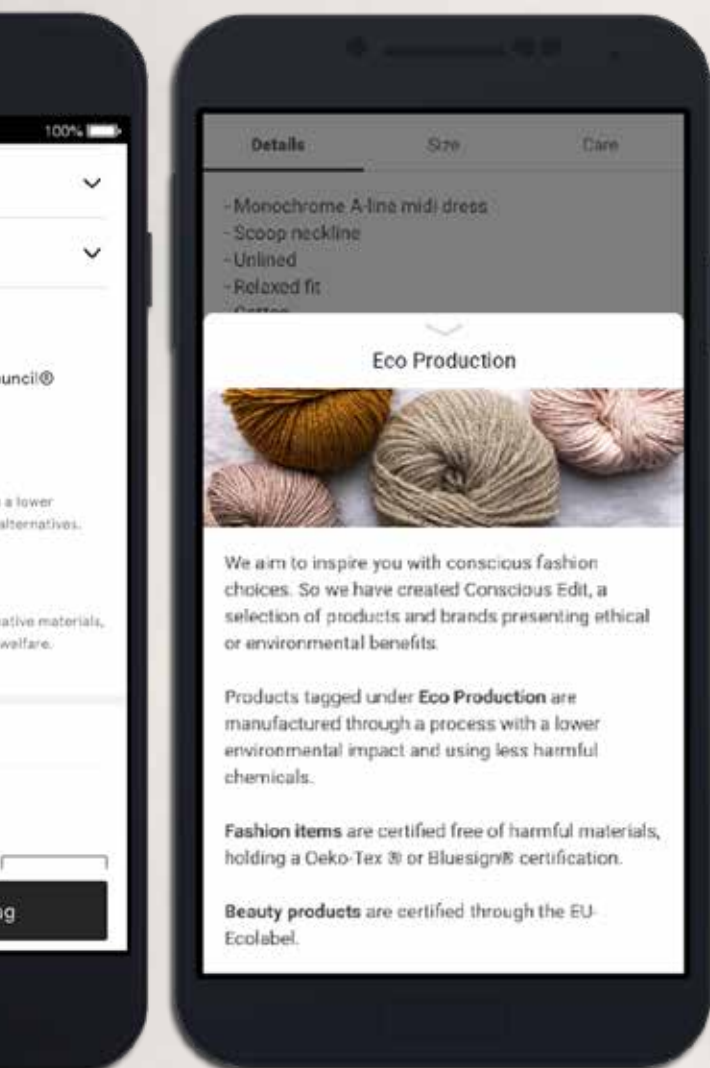 100%
uncil®
a lower
alternatives.
ative materials,
welfare.
ag
Details Size Care
- Monochrome A-line midi dress
- Scoop neckline
- Unlined
- Relaxed fit
- Cotton
Eco Production
We aim to inspire you with conscious fashion
choices. So we have created Conscious Edit, a
selection of products and brands presenting ethical
or environmental benefits.
Products tagged under Eco Production are
manufactured through a process with a lower
environmental impact and using less harmful
chemicals.
Fashion items are certified free of harmful materials,
holding a Oeko-Tex ® or Bluesign® certification.
Beauty products are certified through the EU-
Ecolabel.